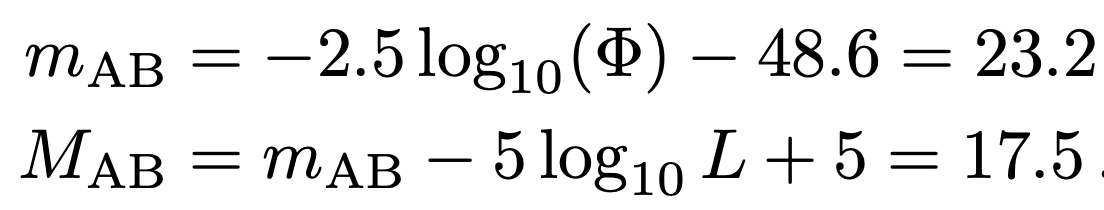 m_AB = −2.5 log_10(Φ) − 48.6 = 23.2
M_AB = m_AB − 5 log_10 L + 5 = 17.5 .